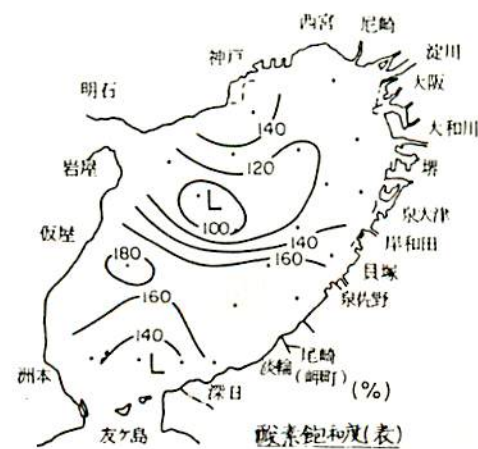 西宮
尼崎
淀川
神戸
大阪
明石
140
大和川
120
堺
岩屋
L
100
泉大津
仮屋
140
岸和田
180
160
貝塚
泉佐野
160
140
尼崎
淡輪
(岬町)
L
(%)
洲本
深日
友ケ島
酸素飽和度(表)